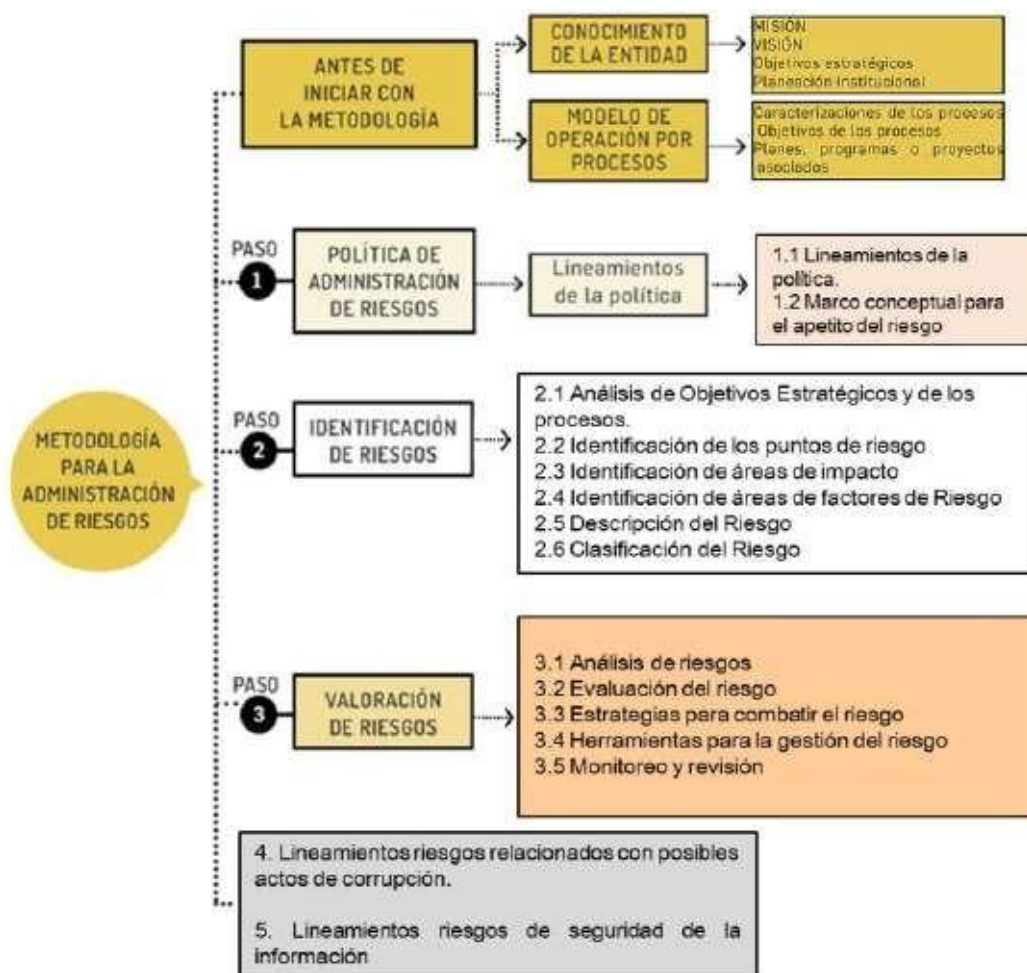 METODOLOGÍA
PARA LA
ADMINISTRACIÓN
DE RIESGOS
ANTES DE
INICIAR CON
LA METODOLOGÍA
CONOCIMIENTO
DE LA ENTIDAD
MISIÓN
VISIÓN
Objetivos estratégicos
Planeación institucional
MODELO DE
OPERACIÓN POR
PROCESOS
Caracterizaciones de los procesos
Objetivos de los procesos
Planes, programas o proyectos
asociados
PASO
1
POLÍTICA DE
ADMINISTRACIÓN
DE RIESGOS
Lineamientos
de la política
1.1 Lineamientos de la
política.
1.2 Marco conceptual para
el apetito del riesgo
PASO
2
IDENTIFICACIÓN
DE RIESGOS
2.1 Análisis de Objetivos Estratégicos y de los
procesos.
2.2 Identificación de los puntos de riesgo
2.3 Identificación de áreas de impacto
2.4 Identificación de áreas de factores de Riesgo
2.5 Descripción del Riesgo
2.6 Clasificación del Riesgo
PASO
3
VALORACIÓN
DE RIESGOS
3.1 Análisis de riesgos
3.2 Evaluación del riesgo
3.3 Estrategias para combatir el riesgo
3.4 Herramientas para la gestión del riesgo
3.5 Monitoreo y revisión
4. Lineamientos riesgos relacionados con posibles
actos de corrupción.
5. Lineamientos riesgos de seguridad de la
información